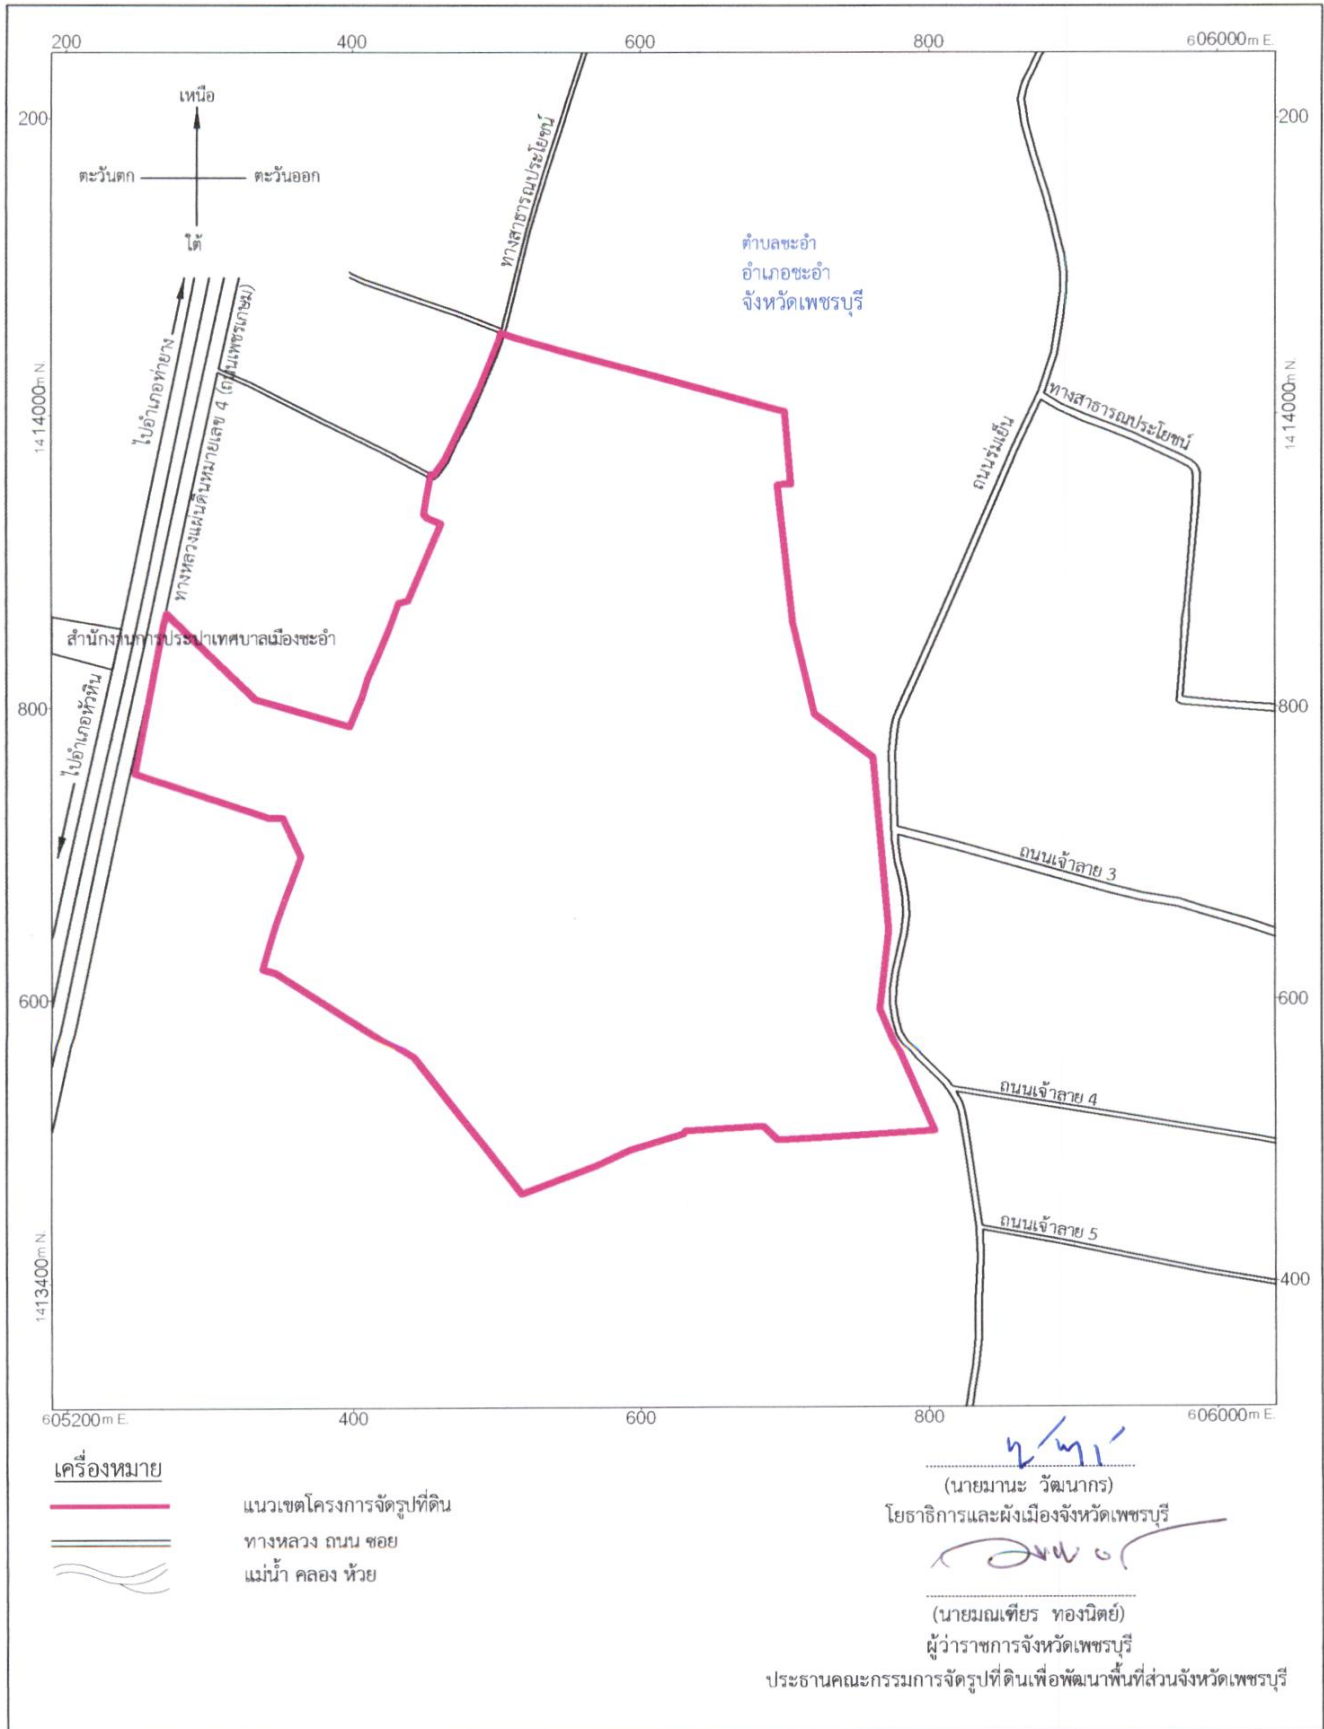 200 400 600 800 606000m E.
เหนือ
200 200
ตะวันตก ตะวันออก
ใต้
ทางสาธารณประโยชน์
ตำบลชะอำ
อำเภอชะอำ
จังหวัดเพชรบุรี
ไปอำเภอท่ายาง
ทางหลวงแผ่นดินหมายเลข 4 (ถนนเพชรเกษม)
1414000m N. 1414000m N.
ถนนร่มเย็น
ทางสาธารณประโยชน์
สำนักงานการประปาเทศบาลเมืองชะอำ
800 800
ไปอำเภอหัวหิน
ถนนเจ้าลาย 3
600 600
ถนนเจ้าลาย 4
ถนนเจ้าลาย 5
1413400m N. 400
605200m E. 400 600 800 606000m E.
เครื่องหมาย
แนวเขตโครงการจัดรูปที่ดิน
ทางหลวง ถนน ซอย
แม่น้ำ คลอง ห้วย
(นายมานะ วัฒนากร)
โยธาธิการและผังเมืองจังหวัดเพชรบุรี
(นายมณเฑียร ทองนิตย์)
ผู้ว่าราชการจังหวัดเพชรบุรี
ประธานคณะกรรมการจัดรูปที่ดินเพื่อพัฒนาพื้นที่ส่วนจังหวัดเพชรบุรี